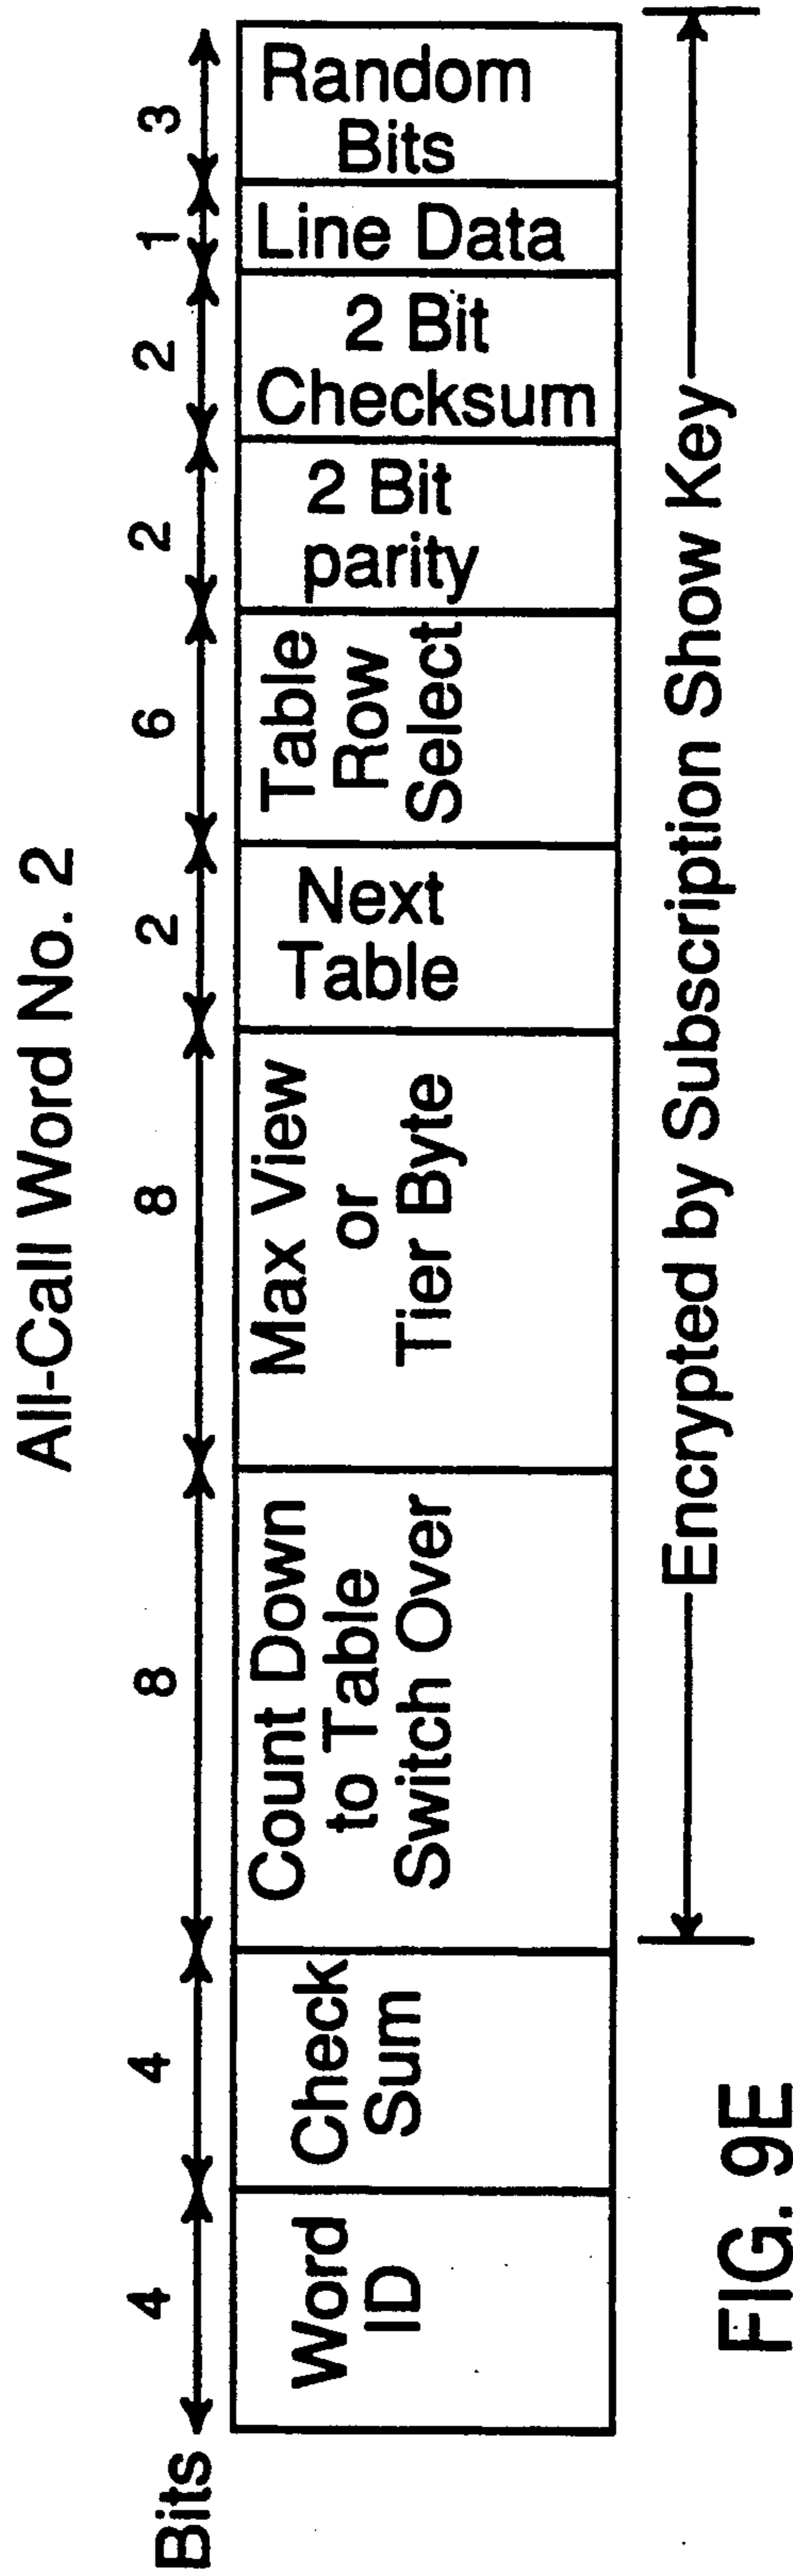 All-Call Word No. 2
Bits
4
4
8
8
2
6
2
2
1
3
Word
ID
Check
Sum
Count Down
to Table
Switch Over
Max View
or
Tier Byte
Next
Table
Table
Row
Select
2 Bit
parity
2 Bit
Checksum
Line Data
Random
Bits
Encrypted by Subscription Show Key
FIG. 9E